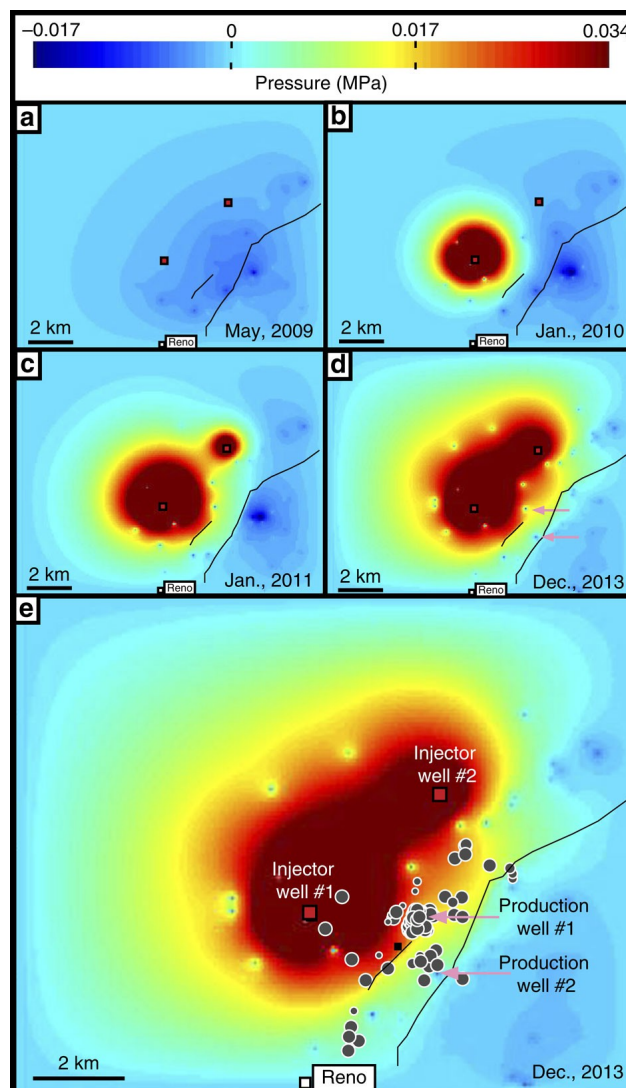 −0.017 0 0.017 0.034
Pressure (MPa)
a
b
2 km
Reno
May, 2009
2 km
Reno
Jan., 2010
c
d
2 km
Reno
Jan., 2011
2 km
Reno
Dec., 2013
e
Injector
well #2
Injector
well #1
Production
well #1
Production
well #2
2 km
Reno
Dec., 2013